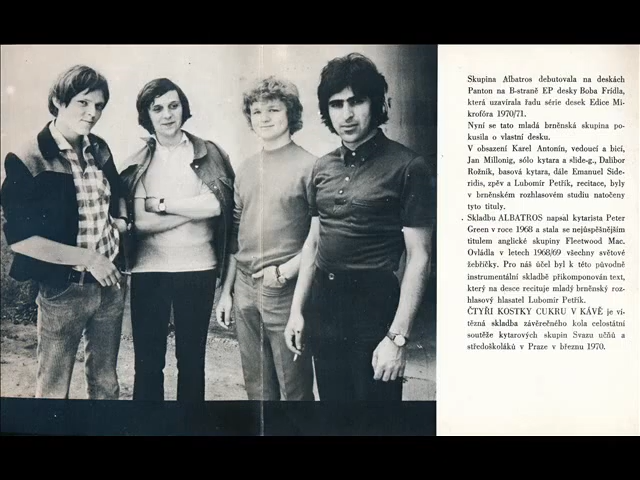 Skupina Albatros debutovala na deskách
Panton na B-straně EP desky Boba Frídla,
která uzavírala řadu série desek Edice Mi-
krofóra 1970/71.
Nyní se tato mladá brněnská skupina po-
kusila o vlastní desku.
V obsazení Karel Antonín, vedoucí a bicí,
Jan Millonig, sólo kytara a slide-g., Dalibor
Rožník, basová kytara, dále Emanuel Side-
ridis, zpěv a Lubomír Petřík, recitace, byly
v brněnském rozhlasovém studiu natočeny
tyto tituly.
Skladbu ALBATROS napsal kytarista Peter
Green v roce 1968 a stala se nejúspěšnějším
titulem anglické skupiny Fleetwood Mac.
Ovládla v letech 1968/69 všechny světové
žebříčky. Pro náš účel byl k této původně
instrumentální skladbě přikomponován text,
který na desce recituje mladý brněnský roz-
hlasový hlasatel Lubomír Petřík.
ČTYŘI KOSTKY CUKRU V KÁVĚ je ví-
tězná skladba závěrečného kola celostátní
soutěže kytarových skupin Svazu učňů a
středoškoláků v Praze v březnu 1970.